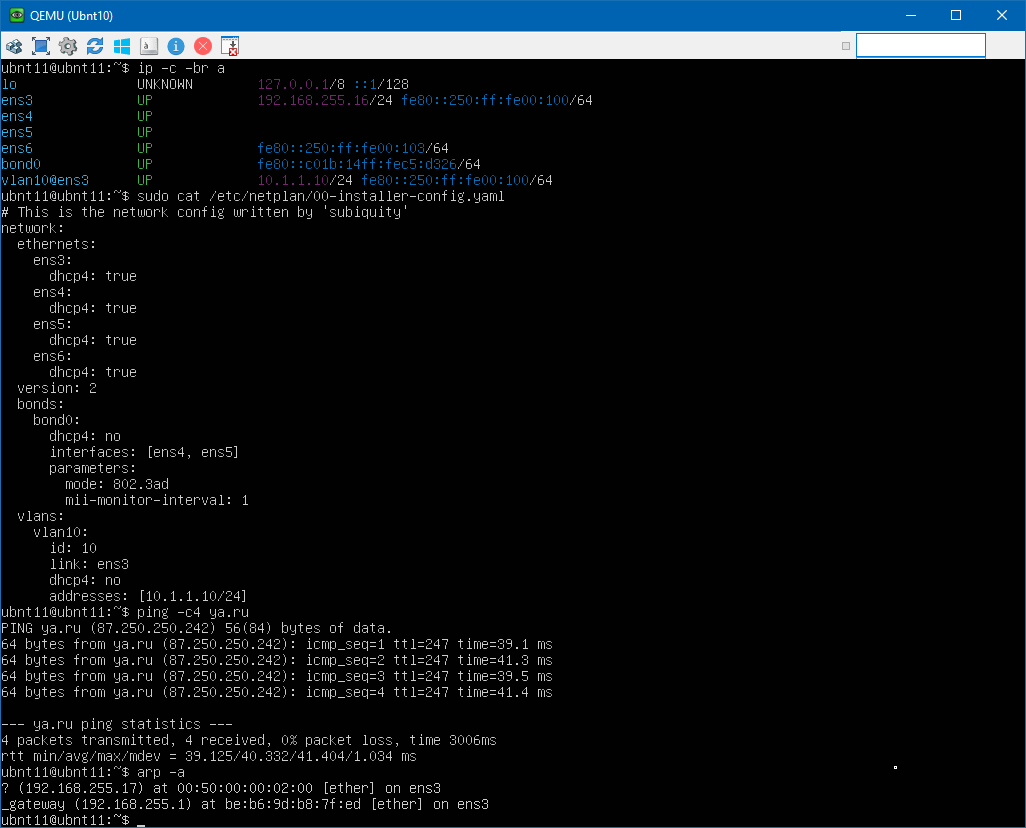 QEMU (Ubnt10)
ubnt11@ubnt11:~$ ip -c -br a
lo               UNKNOWN        127.0.0.1/8 ::1/128
ens3             UP             192.168.255.16/24 fe80::250:ff:fe00:100/64
ens4             UP
ens5             UP
ens6             UP             fe80::250:ff:fe00:103/64
bond0            UP             fe80::c01b:14ff:fec5:d326/64
vlan10@ens3      UP             10.1.1.10/24 fe80::250:ff:fe00:100/64
ubnt11@ubnt11:~$ sudo cat /etc/netplan/00-installer-config.yaml
# This is the network config written by 'subiquity'
network:
  ethernets:
    ens3:
      dhcp4: true
    ens4:
      dhcp4: true
    ens5:
      dhcp4: true
    ens6:
      dhcp4: true
  version: 2
  bonds:
    bond0:
      dhcp4: no
      interfaces: [ens4, ens5]
      parameters:
        mode: 802.3ad
        mii-monitor-interval: 1
  vlans:
    vlan10:
      id: 10
      link: ens3
      dhcp4: no
      addresses: [10.1.1.10/24]
ubnt11@ubnt11:~$ ping -c4 ya.ru
PING ya.ru (87.250.250.242) 56(84) bytes of data.
64 bytes from ya.ru (87.250.250.242): icmp_seq=1 ttl=247 time=39.1 ms
64 bytes from ya.ru (87.250.250.242): icmp_seq=2 ttl=247 time=41.3 ms
64 bytes from ya.ru (87.250.250.242): icmp_seq=3 ttl=247 time=39.5 ms
64 bytes from ya.ru (87.250.250.242): icmp_seq=4 ttl=247 time=41.4 ms

--- ya.ru ping statistics ---
4 packets transmitted, 4 received, 0% packet loss, time 3006ms
rtt min/avg/max/mdev = 39.125/40.332/41.404/1.034 ms
ubnt11@ubnt11:~$ arp -a
? (192.168.255.17) at 00:50:00:00:02:00 [ether] on ens3
_gateway (192.168.255.1) at be:b6:9d:b8:7f:ed [ether] on ens3
ubnt11@ubnt11:~$ _